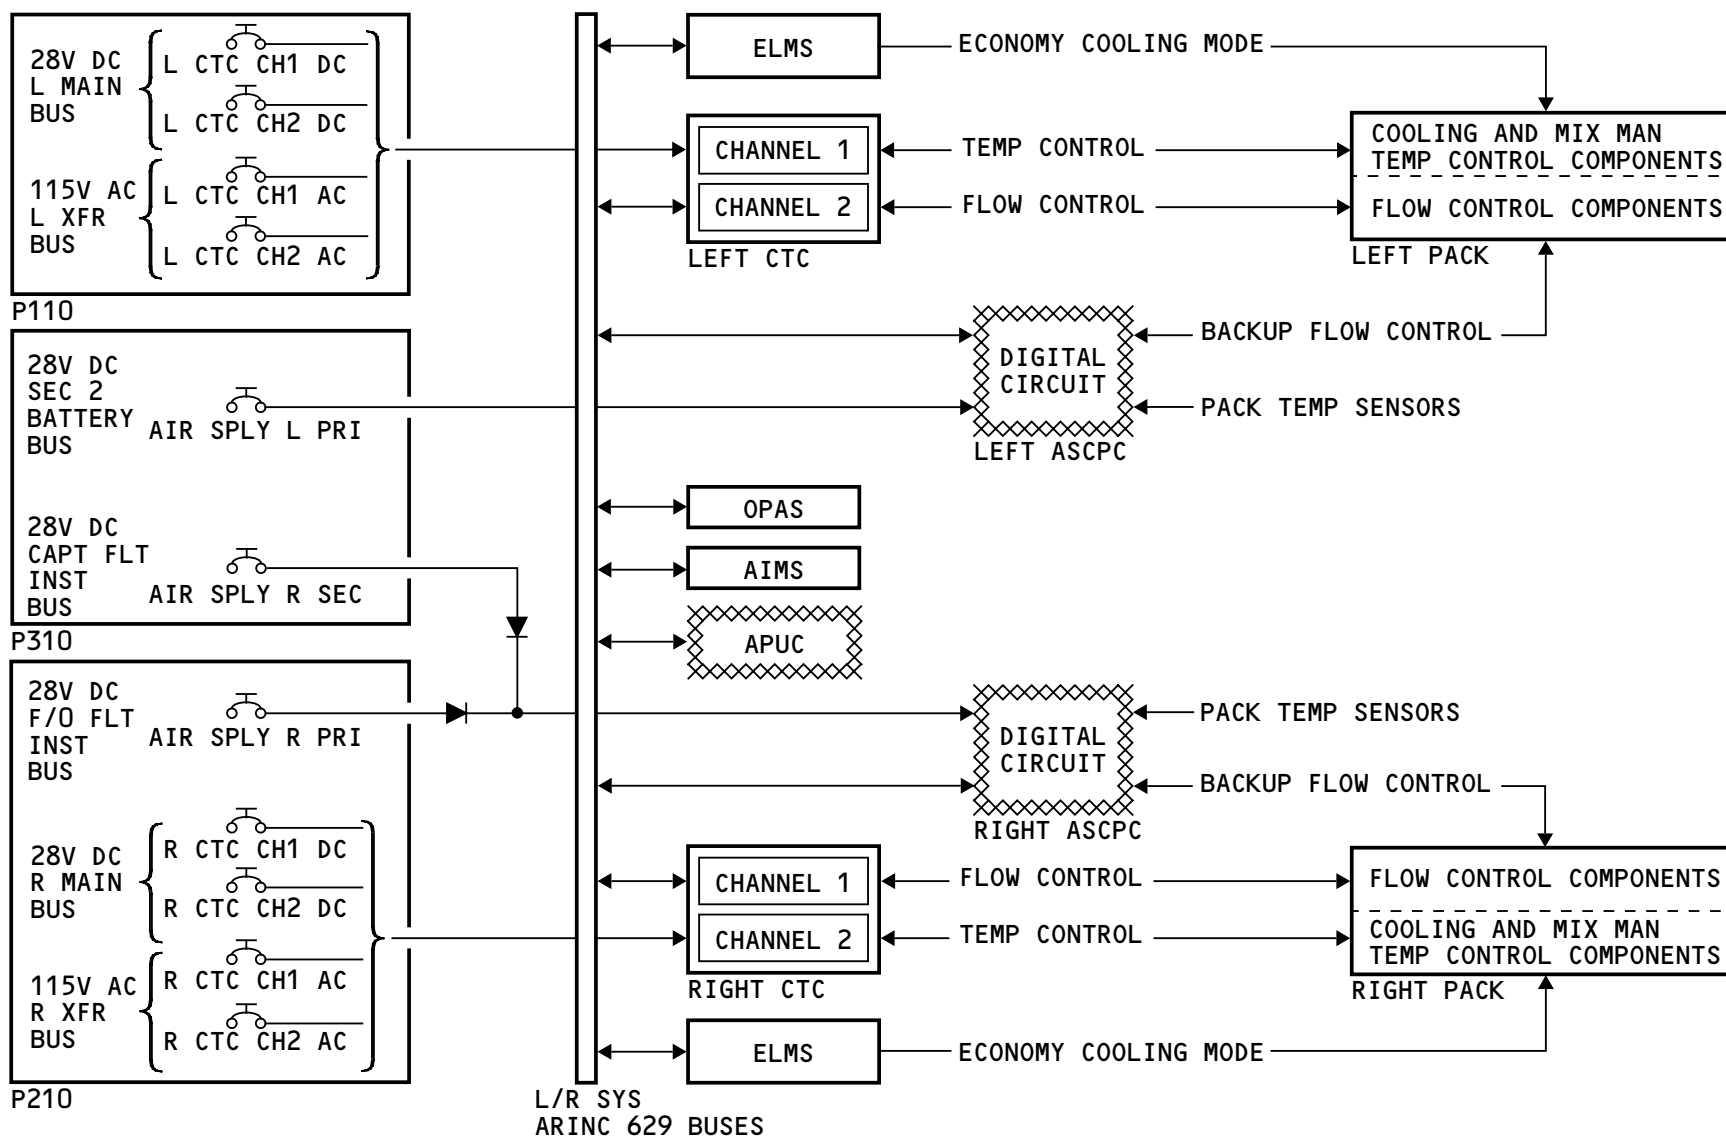 28V DC
L MAIN
BUS
L CTC CH1 DC
L CTC CH2 DC
115V AC
L XFR
BUS
L CTC CH1 AC
L CTC CH2 AC
P110
28V DC
SEC 2
BATTERY
BUS
AIR SPLY L PRI
28V DC
CAPT FLT
INST
BUS
AIR SPLY R SEC
P310
28V DC
F/O FLT
INST
BUS
AIR SPLY R PRI
28V DC
R MAIN
BUS
R CTC CH1 DC
R CTC CH2 DC
115V AC
R XFR
BUS
R CTC CH1 AC
R CTC CH2 AC
P210
L/R SYS
ARINC 629 BUSES
ELMS
ECONOMY COOLING MODE
CHANNEL 1
CHANNEL 2
LEFT CTC
TEMP CONTROL
FLOW CONTROL
COOLING AND MIX MAN
TEMP CONTROL COMPONENTS
FLOW CONTROL COMPONENTS
LEFT PACK
DIGITAL
CIRCUIT
LEFT ASCPC
BACKUP FLOW CONTROL
PACK TEMP SENSORS
OPAS
AIMS
APUC
DIGITAL
CIRCUIT
RIGHT ASCPC
PACK TEMP SENSORS
BACKUP FLOW CONTROL
CHANNEL 1
CHANNEL 2
RIGHT CTC
FLOW CONTROL
TEMP CONTROL
FLOW CONTROL COMPONENTS
COOLING AND MIX MAN
TEMP CONTROL COMPONENTS
RIGHT PACK
ELMS
ECONOMY COOLING MODE